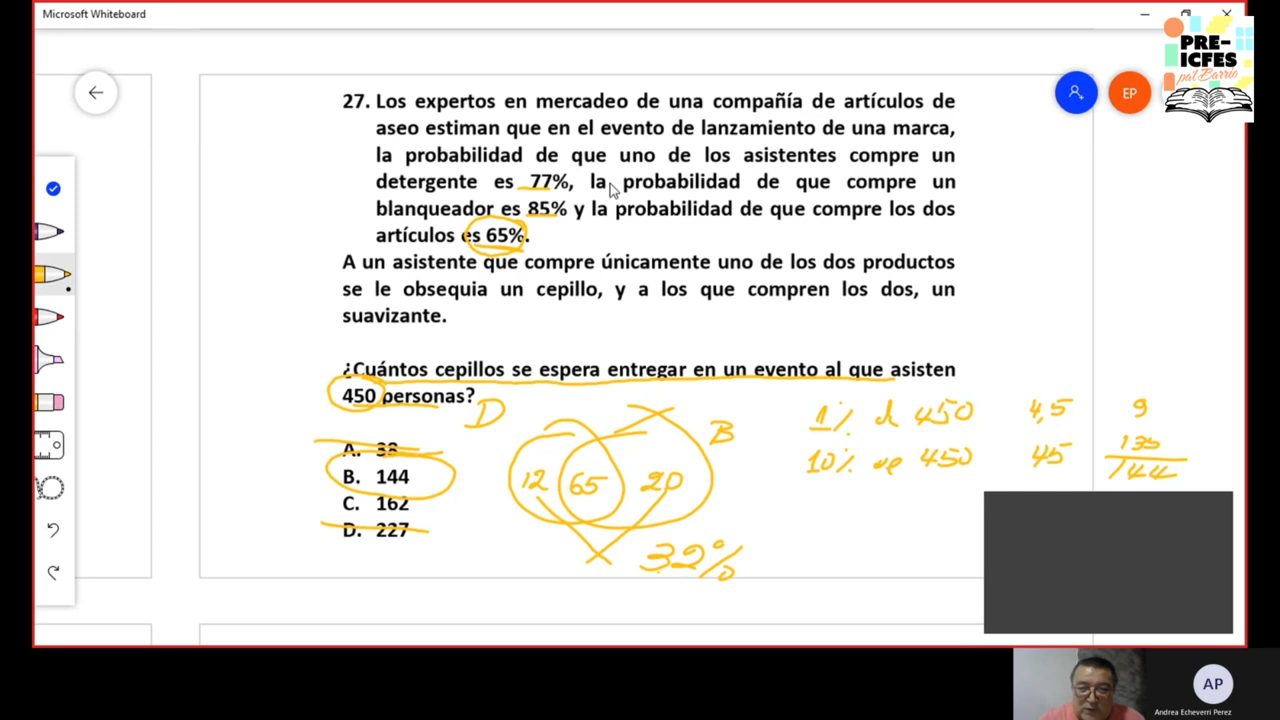 Microsoft Whiteboard
PRE-
ICFES
pa'l Barrio
EP
27. Los expertos en mercadeo de una compañía de artículos de
aseo estiman que en el evento de lanzamiento de una marca,
la probabilidad de que uno de los asistentes compre un
detergente es 77%, la probabilidad de que compre un
blanqueador es 85% y la probabilidad de que compre los dos
artículos es 65%.
A un asistente que compre únicamente uno de los dos productos
se le obsequia un cepillo, y a los que compren los dos, un
suavizante.
¿Cuántos cepillos se espera entregar en un evento al que asisten
450 personas?
A. 38
B. 144
C. 162
D. 227
D
B
12 65 20
32%
1% d 450 4,5 9
10% de 450 45 135
144
AP
Andrea Echeverri Perez